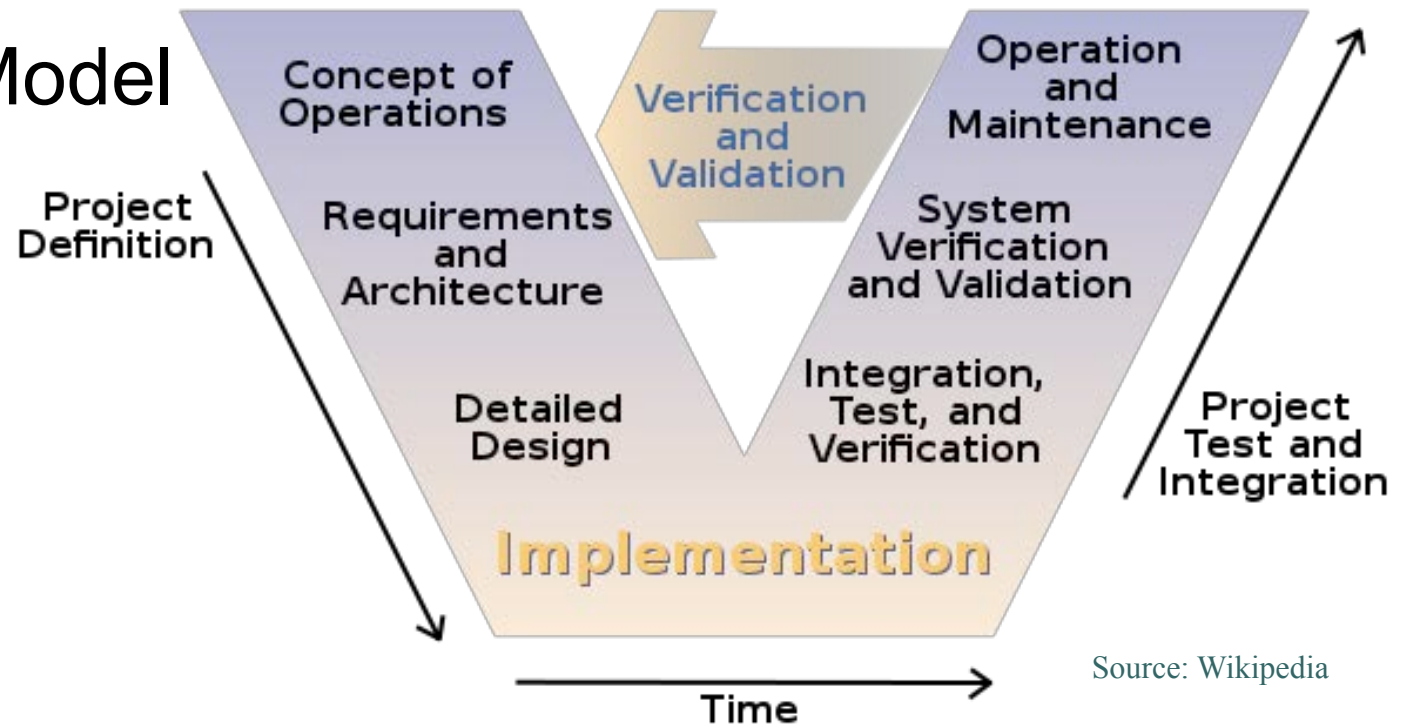 Model
Concept of
Operations
Verification
and
Validation
Operation
and
Maintenance
Project
Definition
Requirements
and
Architecture
System
Verification
and Validation
Detailed
Design
Integration,
Test, and
Verification
Project
Test and
Integration
Implementation
Time
Source: Wikipedia